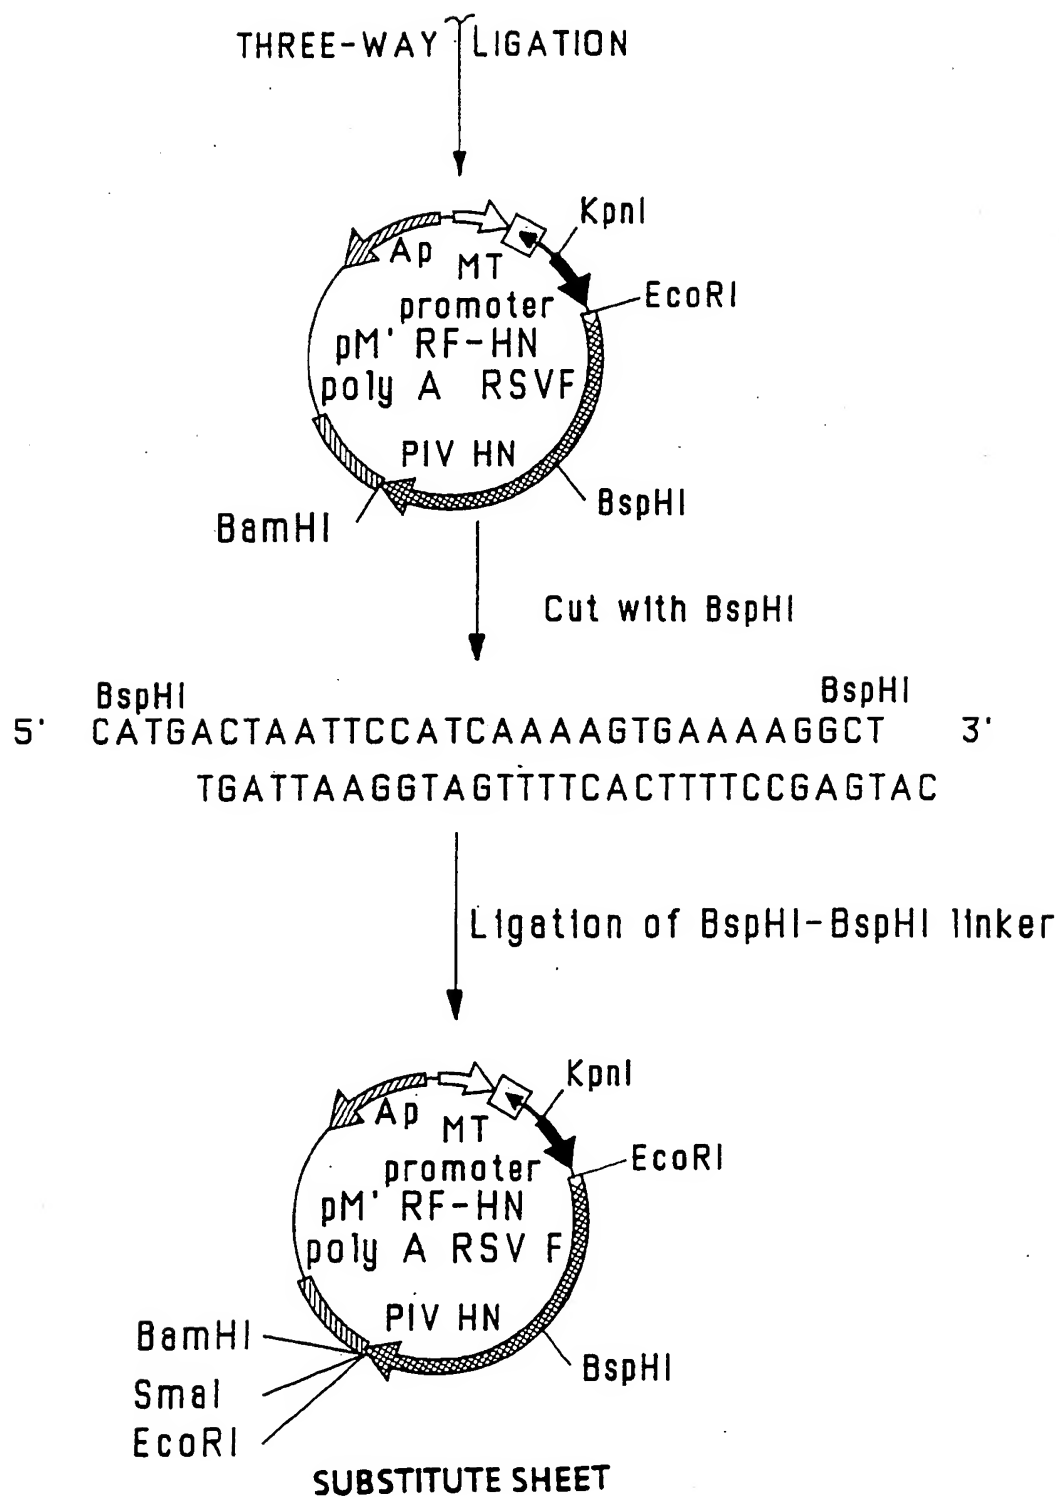 THREE-WAY LIGATION
KpnI
Ap
MT
promoter
EcoRI
pM' RF-HN
poly A RSVF
PIV HN
BspHI
BamHI
Cut with BspHI
BspHI BspHI
5' CATGACTAATTCCATCAAAAGTGAAAAGGCT 3'
TGATTAAGGTAGTTTTCACTTTTCCGAGTAC
Ligation of BspHI-BspHI linker
KpnI
Ap
MT
promoter
EcoRI
pM' RF-HN
poly A RSV F
PIV HN
BamHI
BspHI
SmaI
EcoRI
SUBSTITUTE SHEET